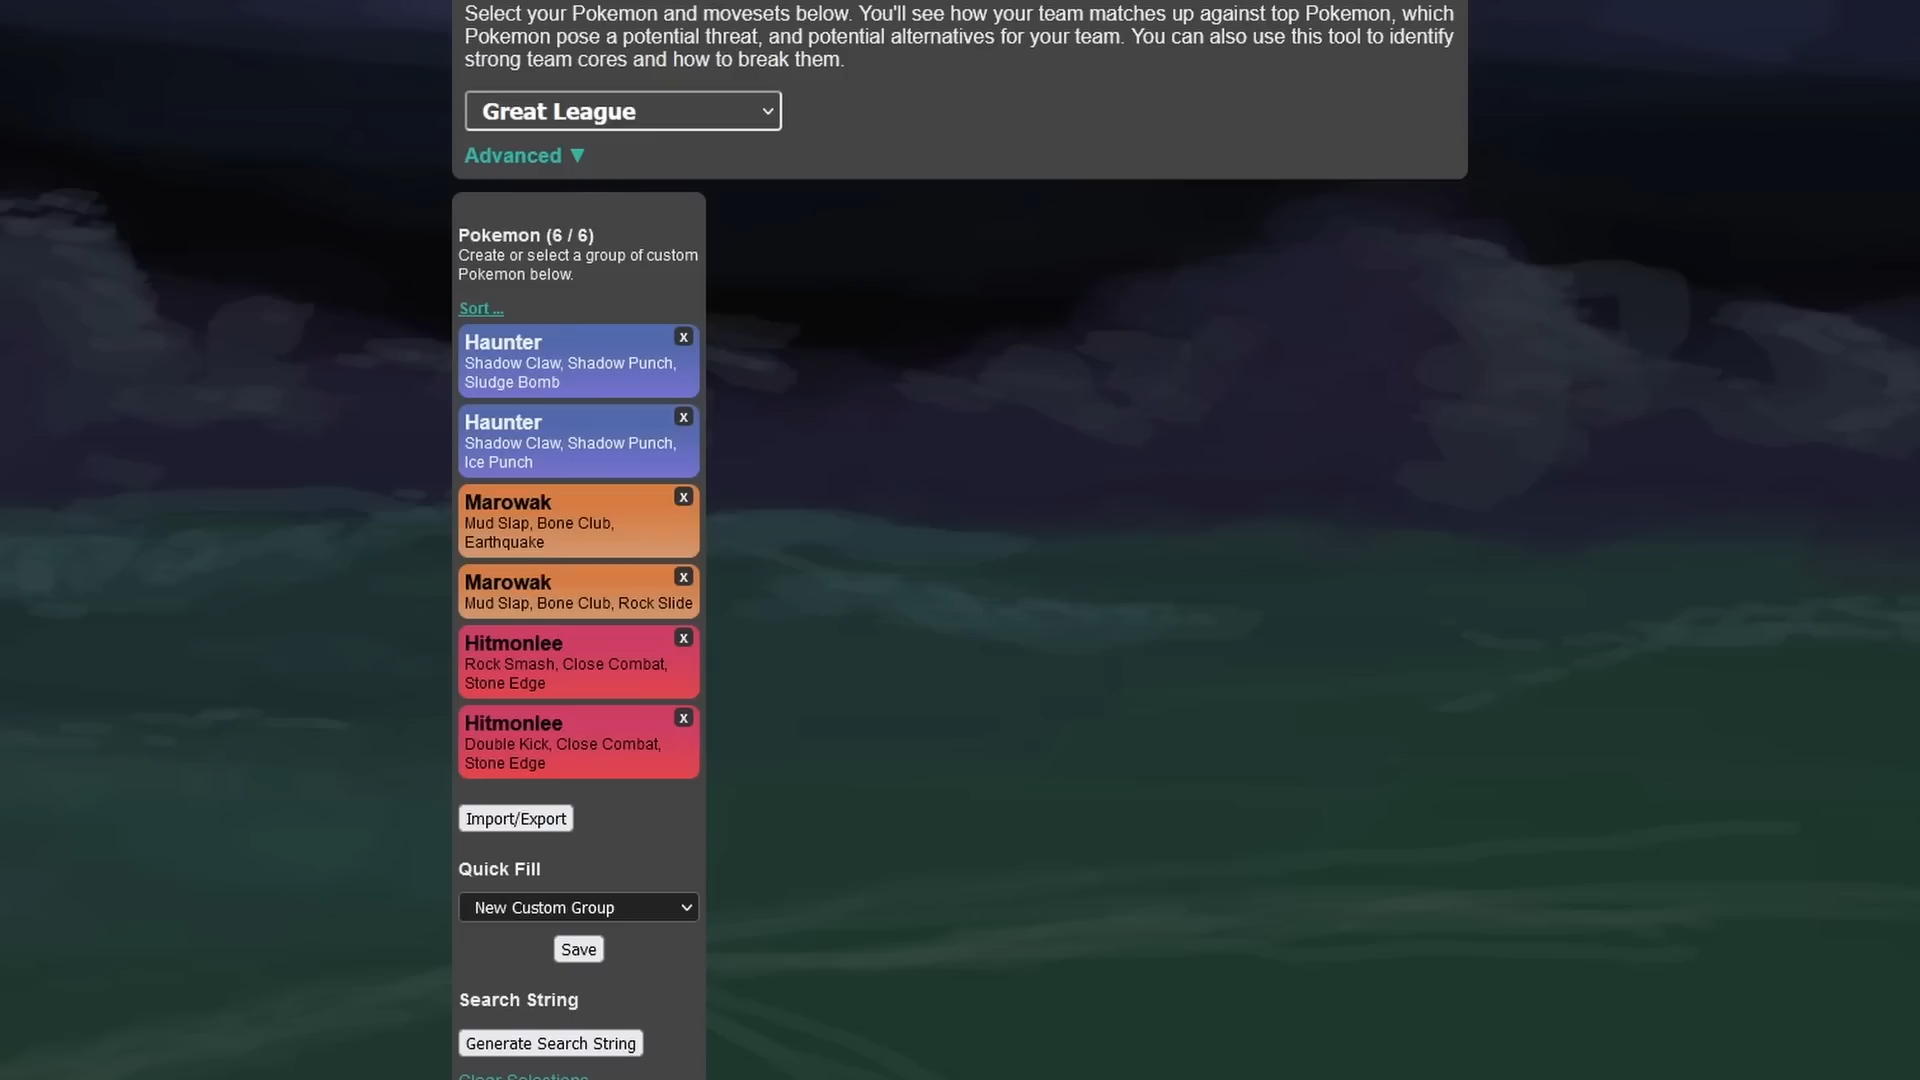 Select your Pokemon and movesets below. You'll see how your team matches up against top Pokemon, which
Pokemon pose a potential threat, and potential alternatives for your team. You can also use this tool to identify
strong team cores and how to break them.
Great League
Advanced ▼
Pokemon (6 / 6)
Create or select a group of custom
Pokemon below.
Sort ...
Haunter
x
Shadow Claw, Shadow Punch,
Sludge Bomb
Haunter
x
Shadow Claw, Shadow Punch,
Ice Punch
Marowak
x
Mud Slap, Bone Club,
Earthquake
Marowak
x
Mud Slap, Bone Club, Rock Slide
Hitmonlee
x
Rock Smash, Close Combat,
Stone Edge
Hitmonlee
x
Double Kick, Close Combat,
Stone Edge
Import/Export
Quick Fill
New Custom Group
Save
Search String
Generate Search String
Clear Selections